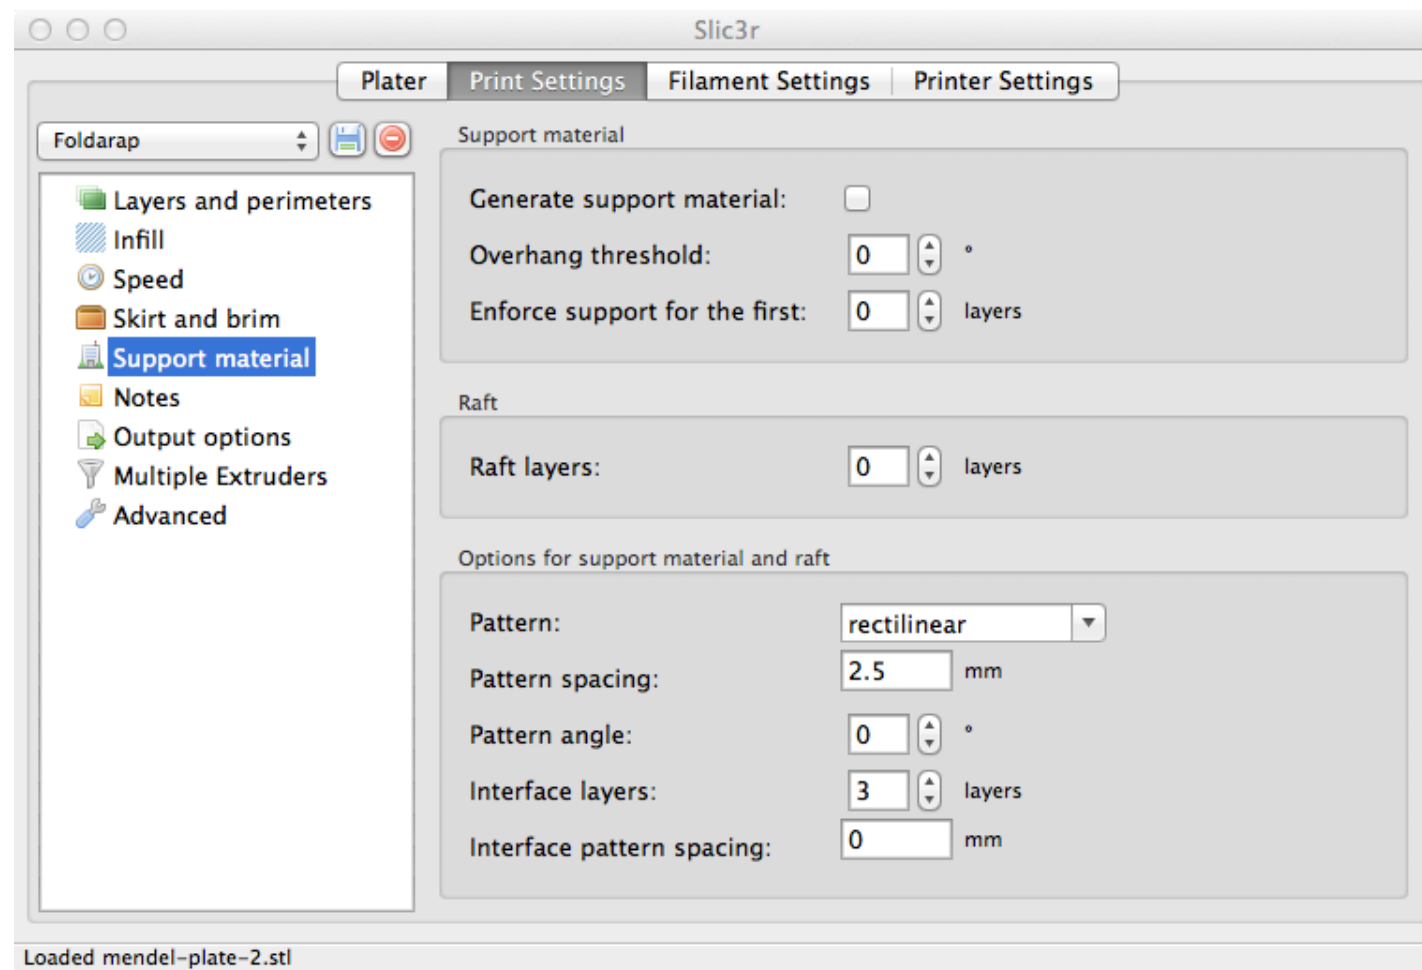 Slic3r
Plater Print Settings Filament Settings Printer Settings
Foldarap
Layers and perimeters
Infill
Speed
Skirt and brim
Support material
Notes
Output options
Multiple Extruders
Advanced
Support material
Generate support material:
Overhang threshold: 0 °
Enforce support for the first: 0 layers
Raft
Raft layers: 0 layers
Options for support material and raft
Pattern: rectilinear
Pattern spacing: 2.5 mm
Pattern angle: 0 °
Interface layers: 3 layers
Interface pattern spacing: 0 mm
Loaded mendel-plate-2.stl